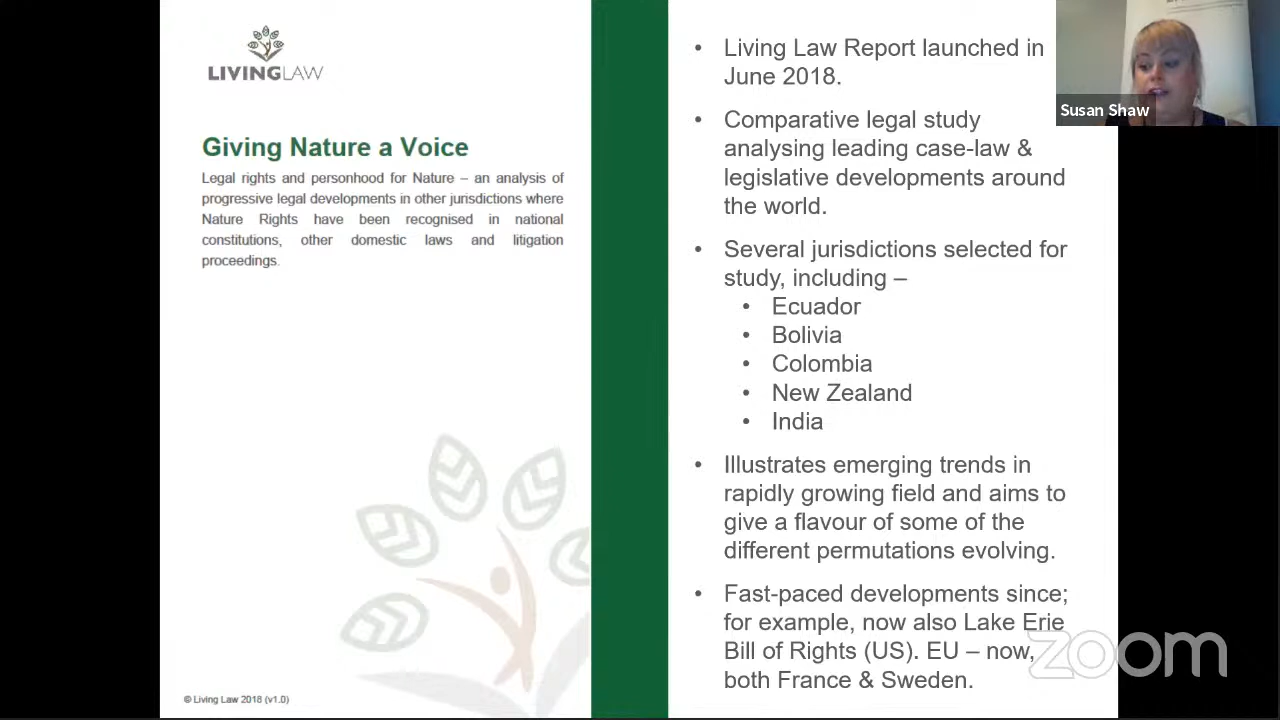 LIVINGLAW
Giving Nature a Voice
Legal rights and personhood for Nature – an analysis of
progressive legal developments in other jurisdictions where
Nature Rights have been recognised in national
constitutions, other domestic laws and litigation
proceedings.
© Living Law 2018 (v1.0)
• Living Law Report launched in
June 2018.
• Comparative legal study
analysing leading case-law &
legislative developments around
the world.
• Several jurisdictions selected for
study, including –
• Ecuador
• Bolivia
• Colombia
• New Zealand
• India
• Illustrates emerging trends in
rapidly growing field and aims to
give a flavour of some of the
different permutations evolving.
• Fast-paced developments since;
for example, now also Lake Erie
Bill of Rights (US). EU – now,
both France & Sweden.
Susan Shaw
zoom